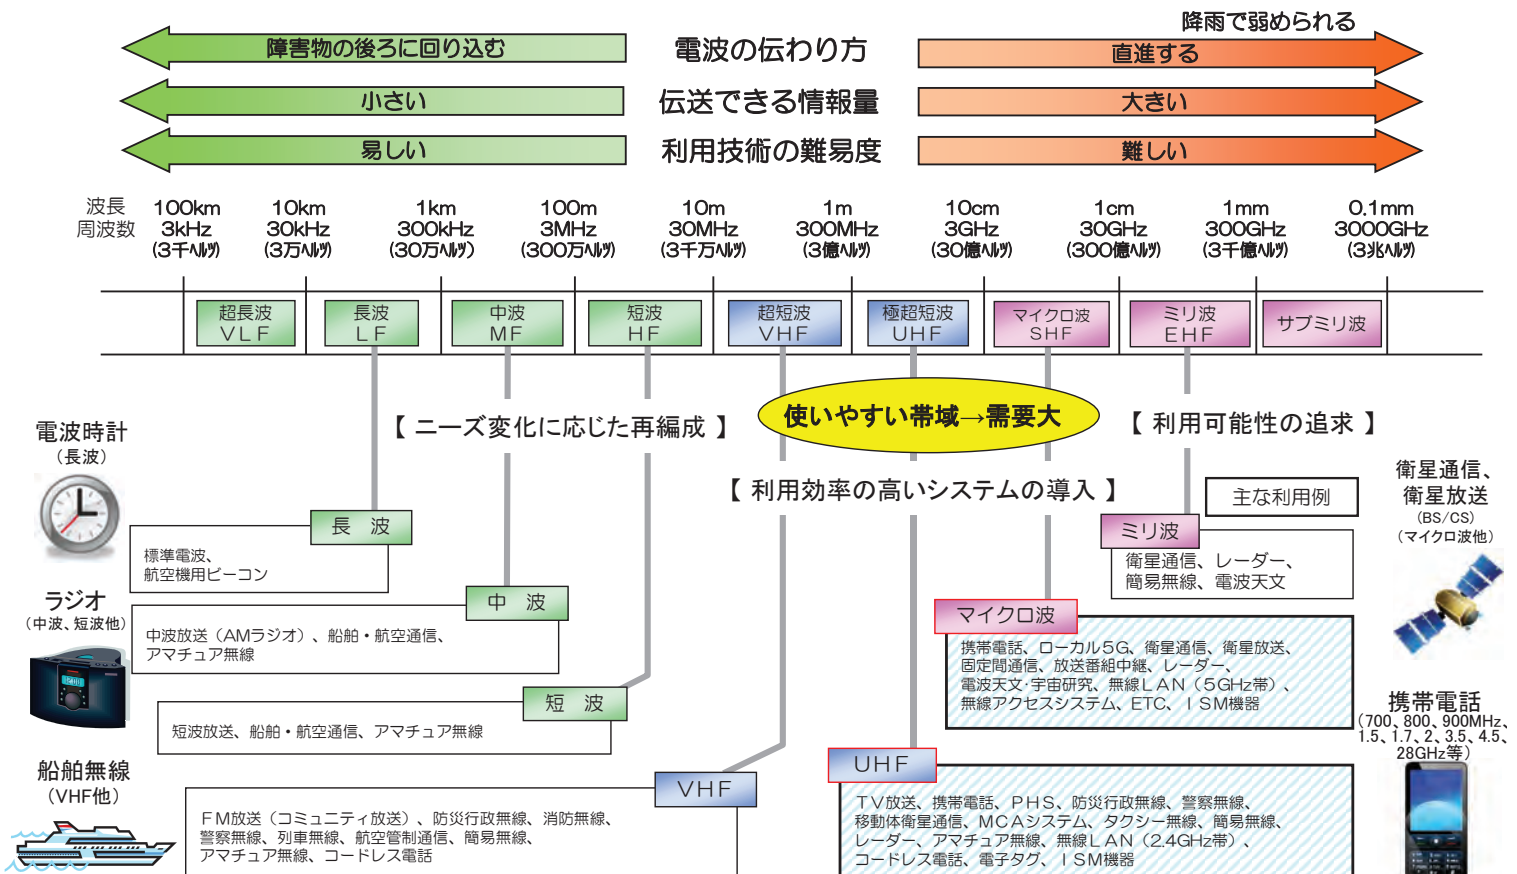 降雨で弱められる
障害物の後ろに回り込む 電波の伝わり方 直進する
小さい 伝送できる情報量 大きい
易しい 利用技術の難易度 難しい
波長 100km 10km 1km 100m 10m 1m 10cm 1cm 1mm 0.1mm
周波数 3kHz 30kHz 300kHz 3MHz 30MHz 300MHz 3GHz 30GHz 300GHz 3000GHz
(3千ヘルツ) (3万ヘルツ) (30万ヘルツ) (300万ヘルツ) (3千万ヘルツ) (3億ヘルツ) (30億ヘルツ) (300億ヘルツ) (3千億ヘルツ) (3兆ヘルツ)
超長波 長波 中波 短波 超短波 極超短波 マイクロ波 ミリ波 サブミリ波
VLF LF MF HF VHF UHF SHF EHF
【 ニーズ変化に応じた再編成 】
使いやすい帯域→需要大
【 利用可能性の追求 】
【 利用効率の高いシステムの導入 】
主な利用例
電波時計
(長波)
長 波
標準電波、
航空機用ビーコン
ラジオ
(中波、短波他)
中 波
中波放送（AMラジオ）、船舶・航空通信、
アマチュア無線
短 波
短波放送、船舶・航空通信、アマチュア無線
船舶無線
(VHF他)
VHF
FM放送（コミュニティ放送）、防災行政無線、消防無線、
警察無線、列車無線、航空管制通信、簡易無線、
アマチュア無線、コードレス電話
ミリ波
衛星通信、レーダー、
簡易無線、電波天文
マイクロ波
携帯電話、ローカル5G、衛星通信、衛星放送、
固定間通信、放送番組中継、レーダー、
電波天文・宇宙研究、無線LAN（5GHz帯）、
無線アクセスシステム、ETC、ISM機器
UHF
TV放送、携帯電話、PHS、防災行政無線、警察無線、
移動体衛星通信、MCAシステム、タクシー無線、簡易無線、
レーダー、アマチュア無線、無線LAN（2.4GHz帯）、
コードレス電話、電子タグ、ISM機器
衛星通信、
衛星放送
(BS/CS)
(マイクロ波他)
携帯電話
(700、800、900MHz、
1.5、1.7、2、3.5、4.5、
28GHz等)